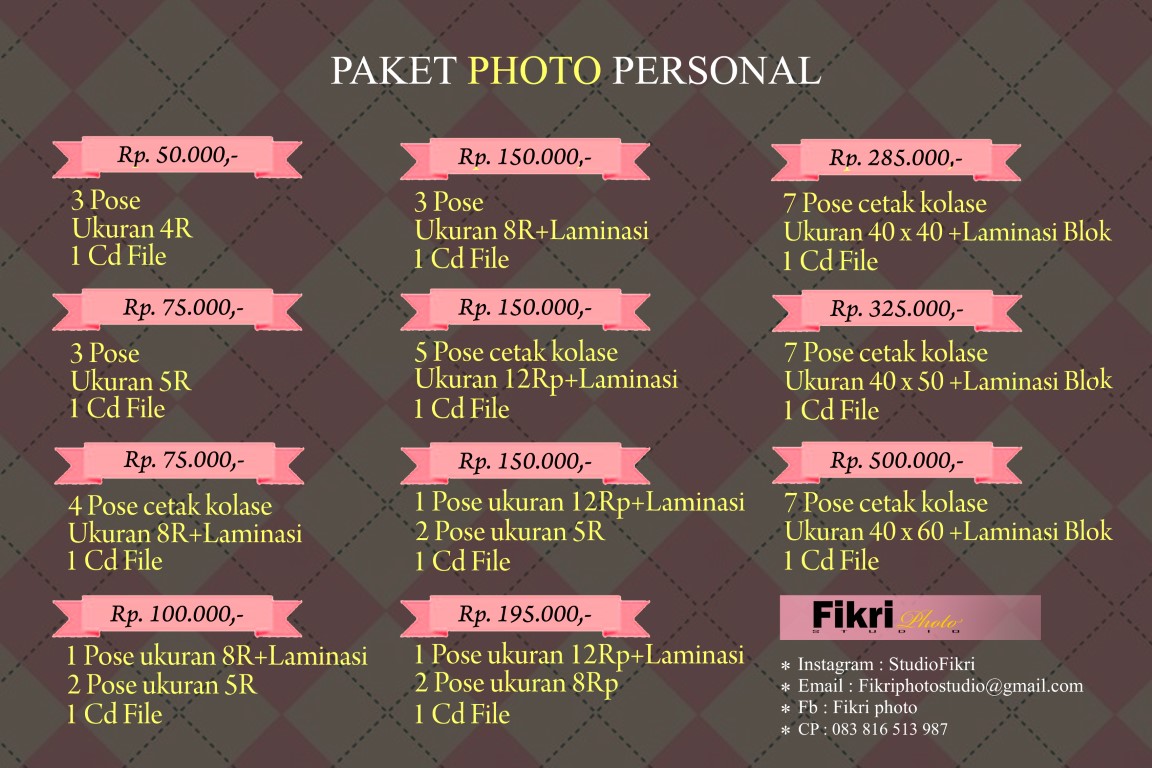 PAKET PHOTO PERSONAL
Rp. 50.000,-
3 Pose
Ukuran 4R
1 Cd File
Rp. 75.000,-
3 Pose
Ukuran 5R
1 Cd File
Rp. 75.000,-
4 Pose cetak kolase
Ukuran 8R+Laminasi
1 Cd File
Rp. 100.000,-
1 Pose ukuran 8R+Laminasi
2 Pose ukuran 5R
1 Cd File
Rp. 150.000,-
3 Pose
Ukuran 8R+Laminasi
1 Cd File
Rp. 150.000,-
5 Pose cetak kolase
Ukuran 12Rp+Laminasi
1 Cd File
Rp. 150.000,-
1 Pose ukuran 12Rp+Laminasi
2 Pose ukuran 5R
1 Cd File
Rp. 195.000,-
1 Pose ukuran 12Rp+Laminasi
2 Pose ukuran 8Rp
1 Cd File
Rp. 285.000,-
7 Pose cetak kolase
Ukuran 40 x 40 +Laminasi Blok
1 Cd File
Rp. 325.000,-
7 Pose cetak kolase
Ukuran 40 x 50 +Laminasi Blok
1 Cd File
Rp. 500.000,-
7 Pose cetak kolase
Ukuran 40 x 60 +Laminasi Blok
1 Cd File
Fikri Photo
STUDIO
* Instagram : StudioFikri
* Email : Fikriphotostudio@gmail.com
* Fb : Fikri photo
* CP : 083 816 513 987